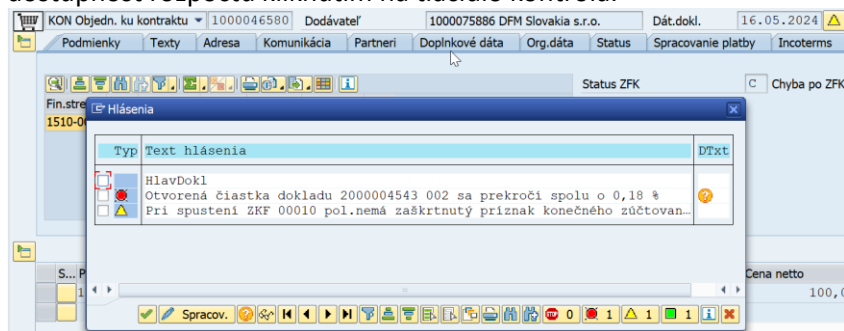 KON Objedn. ku kontraktu 1000046580 Dodávateľ 1000075886 DFM Slovakia s.r.o. Dát.dokl. 16.05.2024
Podmienky Texty Adresa Komunikácia Partneri Doplnkové dáta Org.dáta Status Spracovanie platby Incoterms
Status ZFK C Chyba po ZFK
Fin.stre
1510-0
Hlásenia
Typ Text hlásenia DTxt
HlavDokl
Otvorená čiastka dokladu 2000004543 002 sa prekročí spolu o 0,18 %
Pri spustení ZKF 00010 pol.nemá zaškrtnutý príznak konečného zúčtovan…
S... P Cena netto
1 100,0
Spracov. 0 1 1 1